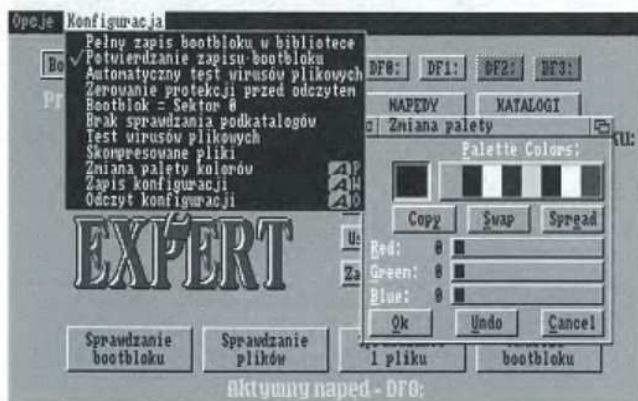 Opcje Konfiguracja
Pełny zapis bootbloku w bibliotece
✓Potwierdzanie zapisu bootbloku
Automatyczny test wirusów plikowych
Zerowanie protekcji przed odczytem
Bootblok = Sektor 0
Brak sprawdzania podkatalogów
Test wirusów plikowych
Skompresowane pliki
Zmiana palety kolorów A P
Zapis konfiguracji A W
Odczyt konfiguracji A O
DF0: DF1: DF2: DF3:
NAPĘDY KATALOGI
Zmiana palety
Palette Colors:
Copy Swap Spread
Red: 0
Green: 0
Blue: 0
Ok Undo Cancel
EXPERT
Sprawdzanie bootbloku
Sprawdzanie plików
1 pliku
bootbloku
Aktywny napęd - DF0: